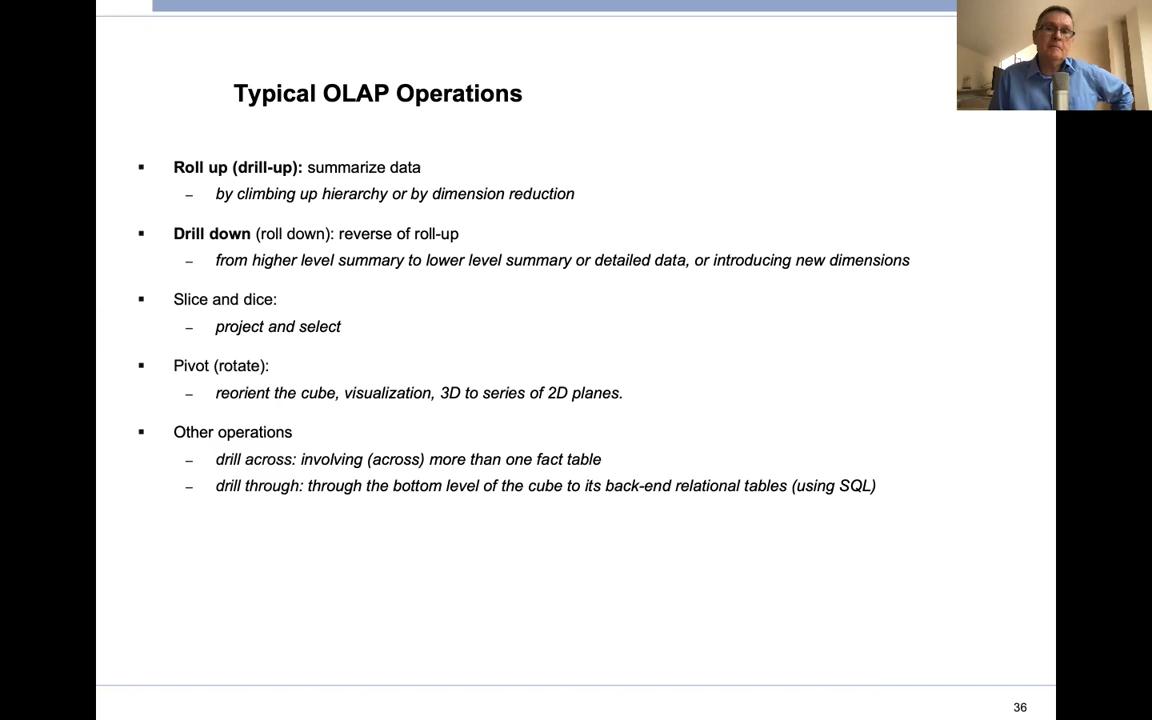 Typical OLAP Operations
▪ Roll up (drill-up): summarize data
– by climbing up hierarchy or by dimension reduction
▪ Drill down (roll down): reverse of roll-up
– from higher level summary to lower level summary or detailed data, or introducing new dimensions
▪ Slice and dice:
– project and select
▪ Pivot (rotate):
– reorient the cube, visualization, 3D to series of 2D planes.
▪ Other operations
– drill across: involving (across) more than one fact table
– drill through: through the bottom level of the cube to its back-end relational tables (using SQL)
36